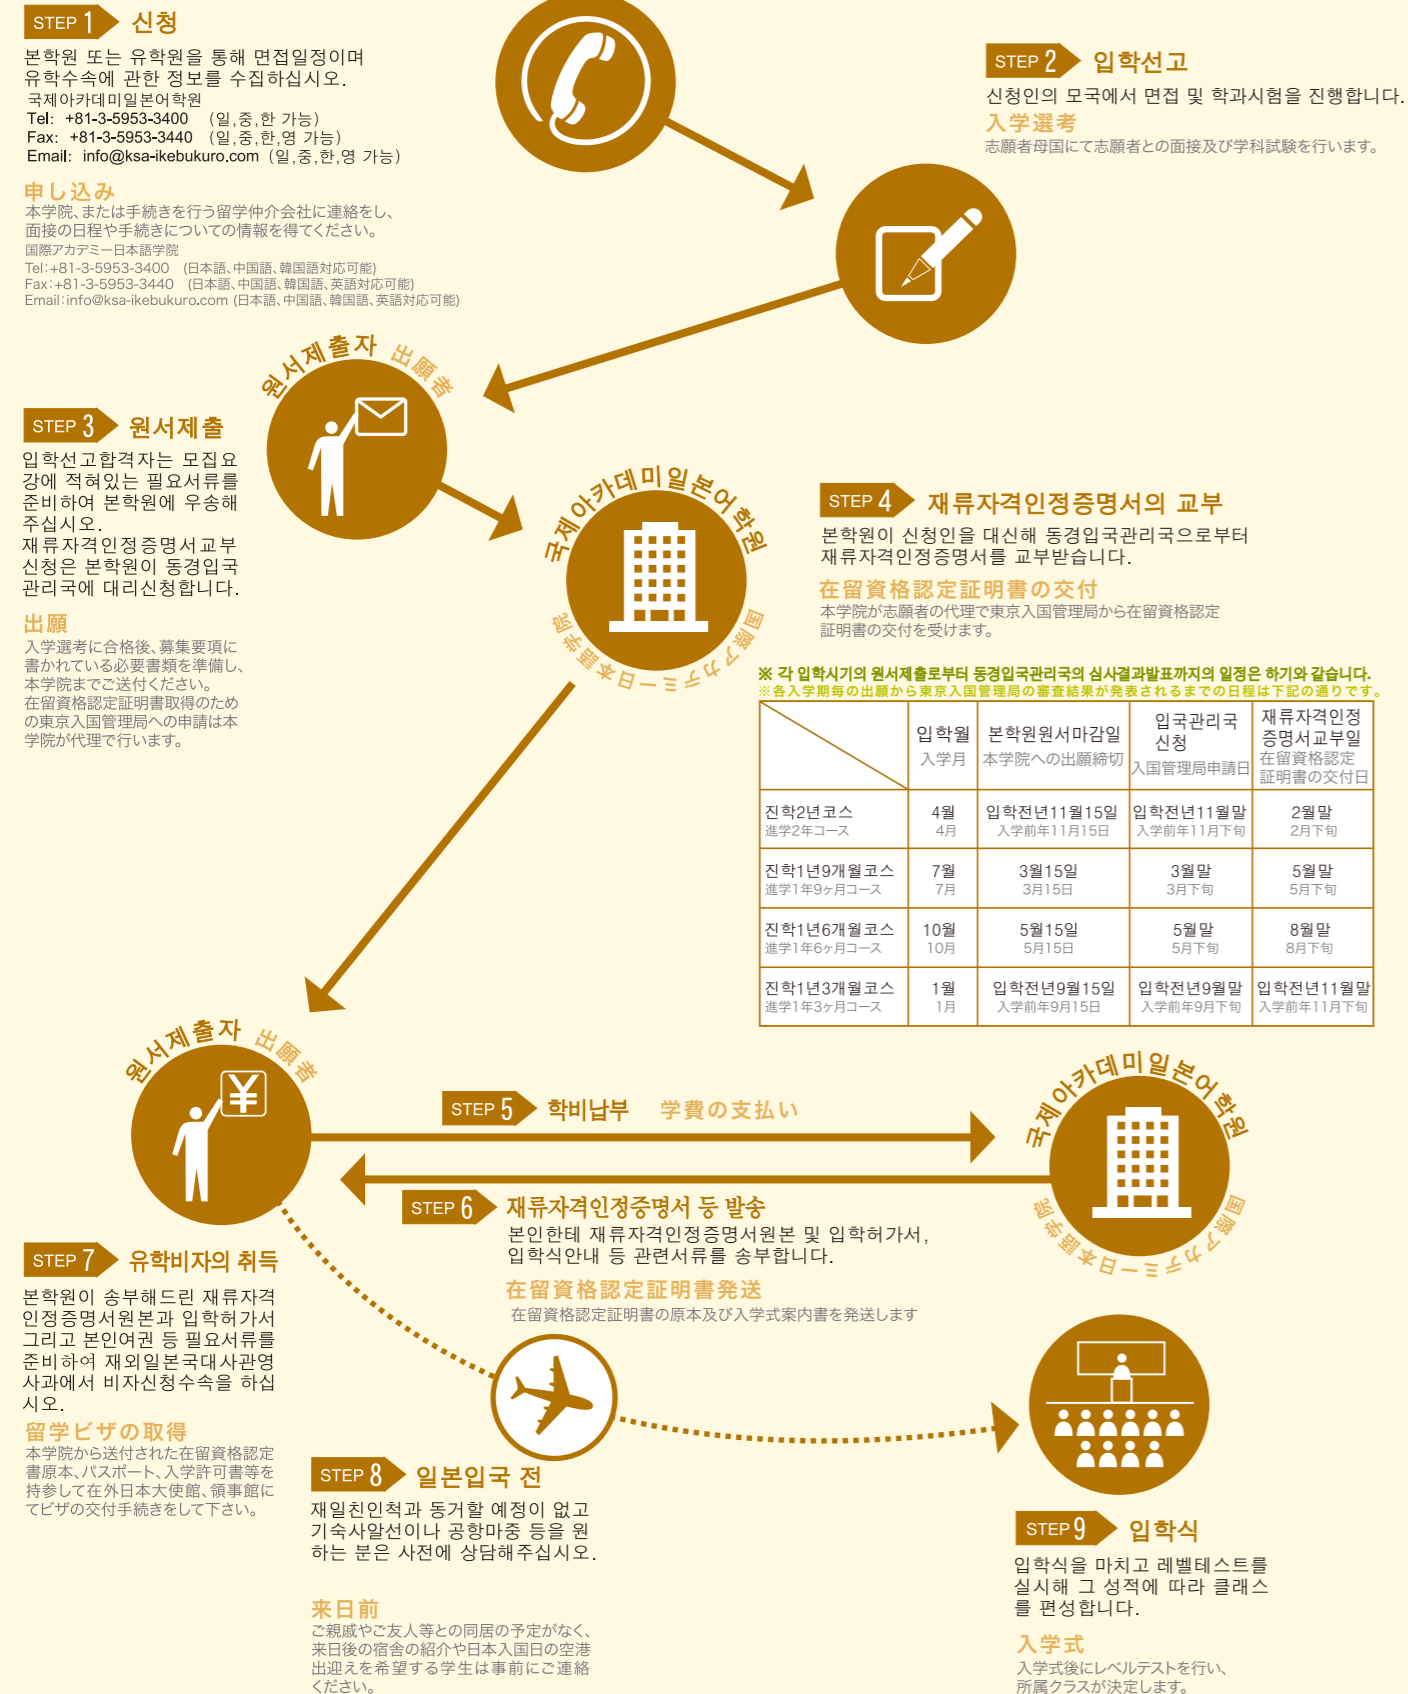 STEP 1 신청
본학원 또는 유학원을 통해 면접일정이며
유학수속에 관한 정보를 수집하십시오.
국제아카데미일본어학원
Tel: +81-3-5953-3400 (일,중,한 가능)
Fax: +81-3-5953-3440 (일,중,한,영 가능)
Email: info@ksa-ikebukuro.com (일,중,한,영 가능)
申し込み
本学院、または手続きを行う留学仲介会社に連絡をし、
面接の日程や手続きについての情報を得てください。
国際アカデミー日本語学院
Tel:+81-3-5953-3400 (日本語、中国語、韓国語対応可能)
Fax:+81-3-5953-3440 (日本語、中国語、韓国語、英語対応可能)
Email:info@ksa-ikebukuro.com (日本語、中国語、韓国語、英語対応可能)
STEP 2 입학선고
신청인의 모국에서 면접 및 학과시험을 진행합니다.
入学選考
志願者母国にて志願者との面接及び学科試験を行います。
원서제출자 出願者
STEP 3 원서제출
입학선고합격자는 모집요
강에 적혀있는 필요서류를
준비하여 본학원에 우송해
주십시오.
재류자격인정증명서교부
신청은 본학원이 동경입국
관리국에 대리신청합니다.
出願
入学選考に合格後、募集要項に
書かれている必要書類を準備し、
本学院までご送付ください。
在留資格認定証明書取得のため
の東京入国管理局への申請は本
学院が代理で行います。
국제아카데미일본어학원
国際アカデミー日本語学院
STEP 4 재류자격인정증명서의 교부
본학원이 신청인을 대신해 동경입국관리국으로부터
재류자격인정증명서를 교부받습니다.
在留資格認定証明書の交付
本学院が志願者の代理で東京入国管理局から在留資格認定
証明書の交付を受けます。
※ 각 입학시기의 원서제출로부터 동경입국관리국의 심사결과발표까지의 일정은 하기와 같습니다.
※各入学期毎の出願から東京入国管理局の審査結果が発表されるまでの日程は下記の通りです。
입학월 본학원원서마감일 입국관리국 신청 재류자격인정 증명서교부일
入学月 本学院への出願締切 入国管理局申請日 在留資格認定 証明書の交付日
진학2년코스 4월 입학전년11월15일 입학전년11월말 2월말
進学2年コース 4月 入学前年11月15日 入学前年11月下旬 2月下旬
진학1년9개월코스 7월 3월15일 3월말 5월말
進学1年9ヶ月コース 7月 3月15日 3月下旬 5月下旬
진학1년6개월코스 10월 5월15일 5월말 8월말
進学1年6ヶ月コース 10月 5月15日 5月下旬 8月下旬
진학1년3개월코스 1월 입학전년9월15일 입학전년9월말 입학전년11월말
進学1年3ヶ月コース 1月 入学前年9月15日 入学前年9月下旬 入学前年11月下旬
원서제출자 出願者
¥
STEP 5 학비납부 学費の支払い
국제아카데미일본어학원
国際アカデミー日本語学院
STEP 6 재류자격인정증명서 등 발송
본인한테 재류자격인정증명서원본 및 입학허가서,
입학식안내 등 관련서류를 송부합니다.
在留資格認定証明書発送
在留資格認定証明書の原本及び入学式案内書を発送します
STEP 7 유학비자의 취득
본학원이 송부해드린 재류자격
인정증명서원본과 입학허가서
그리고 본인여권 등 필요서류를
준비하여 재외일본국대사관영
사과에서 비자신청수속을 하십
시오.
留学ビザの取得
本学院から送付された在留資格認定
書原本、パスポート、入学許可書等を
持参して在外日本大使館、領事館に
てビザの交付手続きをして下さい。
STEP 8 일본입국 전
재일친인척과 동거할 예정이 없고
기숙사알선이나 공항마중 등을 원
하는 분은 사전에 상담해주십시오.
来日前
ご親戚やご友人等との同居の予定がなく、
来日後の宿舎の紹介や日本入国日の空港
出迎えを希望する学生は事前にご連絡
ください。
STEP 9 입학식
입학식을 마치고 레벨테스트를
실시해 그 성적에 따라 클래스
를 편성합니다.
入学式
入学式後にレベルテストを行い、
所属クラスが決定します。